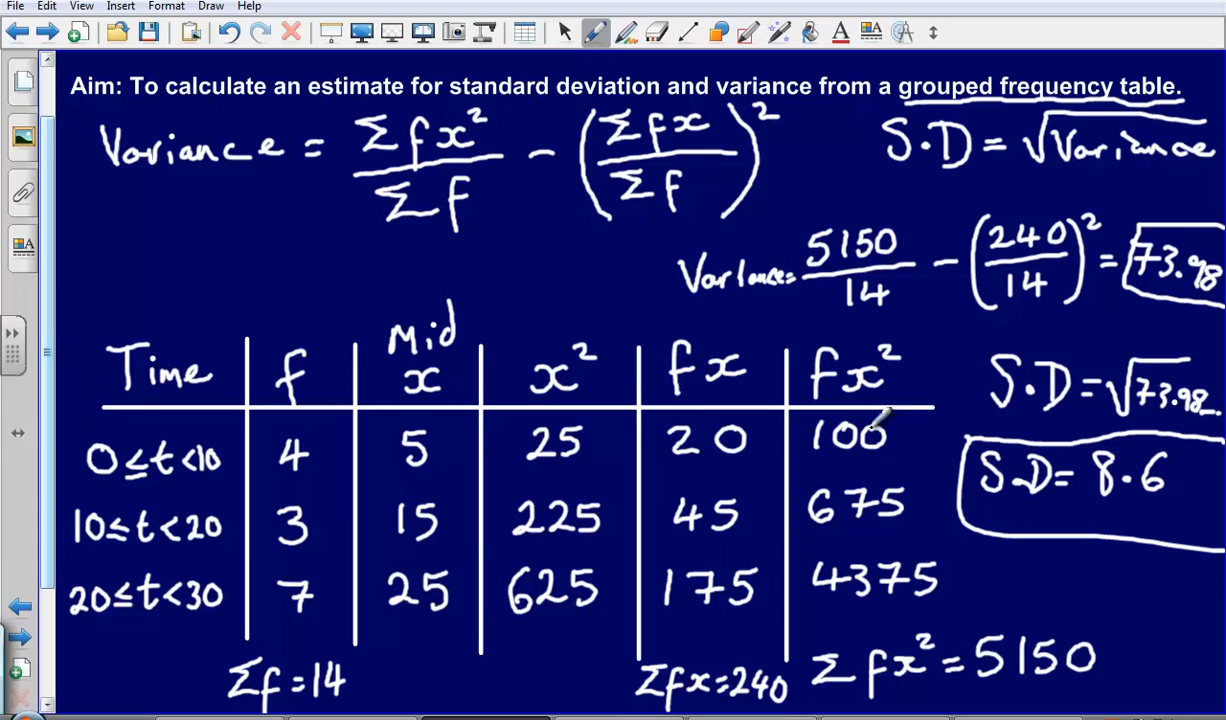 File Edit View Insert Format Draw Help
Aim: To calculate an estimate for standard deviation and variance from a grouped frequency table.
Variance = Σfx²/Σf - (Σfx/Σf)²
S.D = √Variance
Variance = 5150/14 - (240/14)² = 73.98
Time f Mid x x² fx fx²
0≤t<10 4 5 25 20 100
10≤t<20 3 15 225 45 675
20≤t<30 7 25 625 175 4375
Σf=14 Σfx=240 Σfx²=5150
S.D=√73.98...
S.D= 8.6